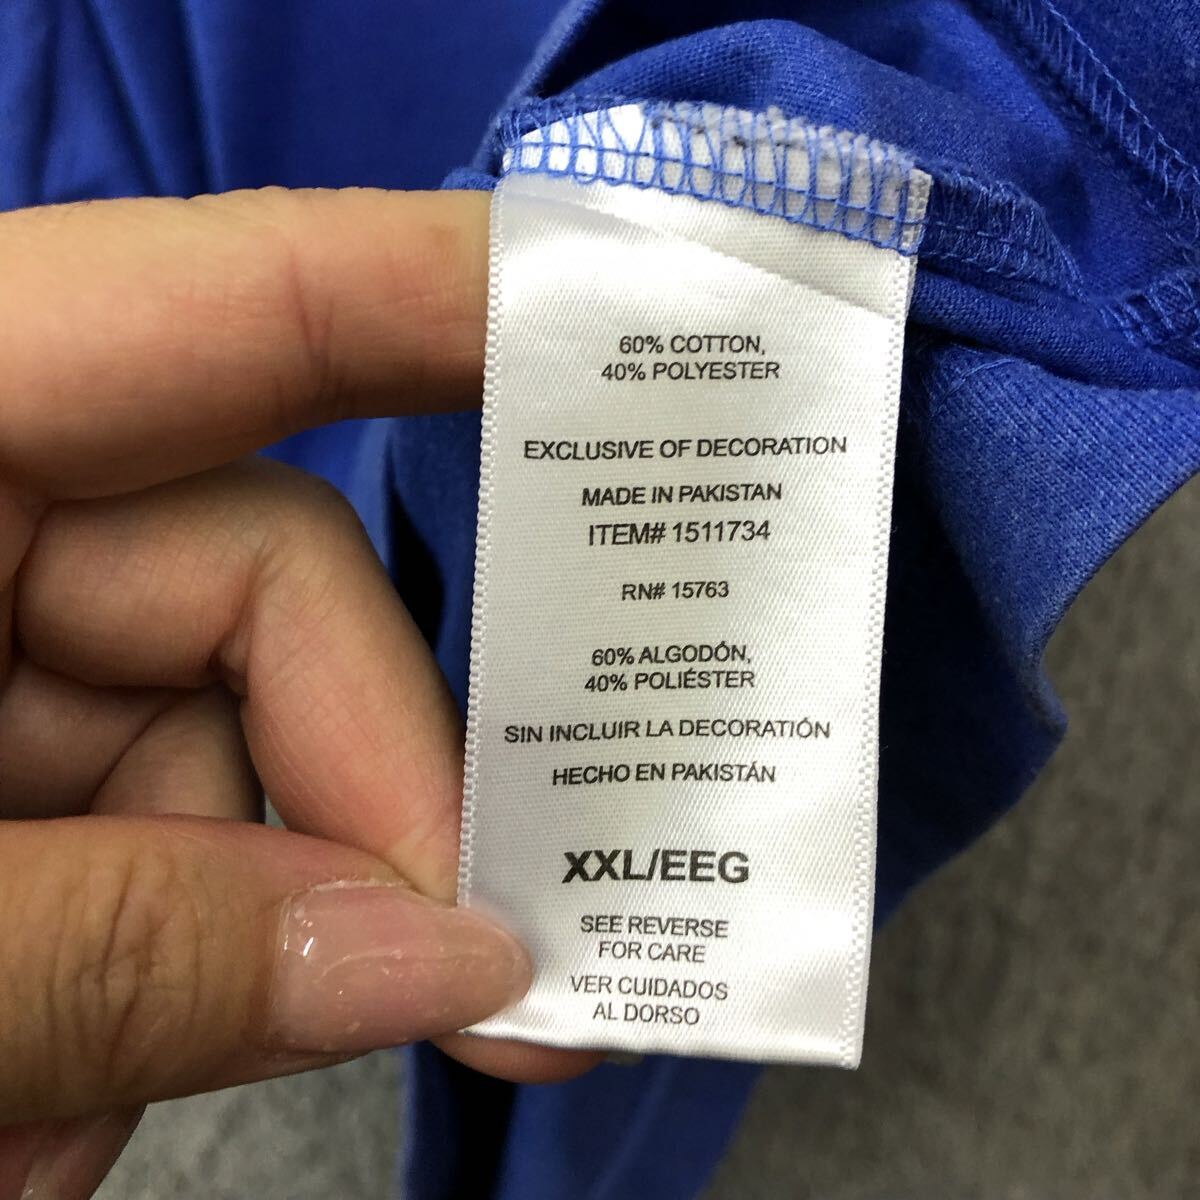 60% COTTON,
40% POLYESTER
EXCLUSIVE OF DECORATION
MADE IN PAKISTAN
ITEM# 1511734
RN# 15763
60% ALGODÓN,
40% POLIÉSTER
SIN INCLUIR LA DECORATIÓN
HECHO EN PAKISTÁN
XXL/EEG
SEE REVERSE
FOR CARE
VER CUIDADOS
AL DORSO